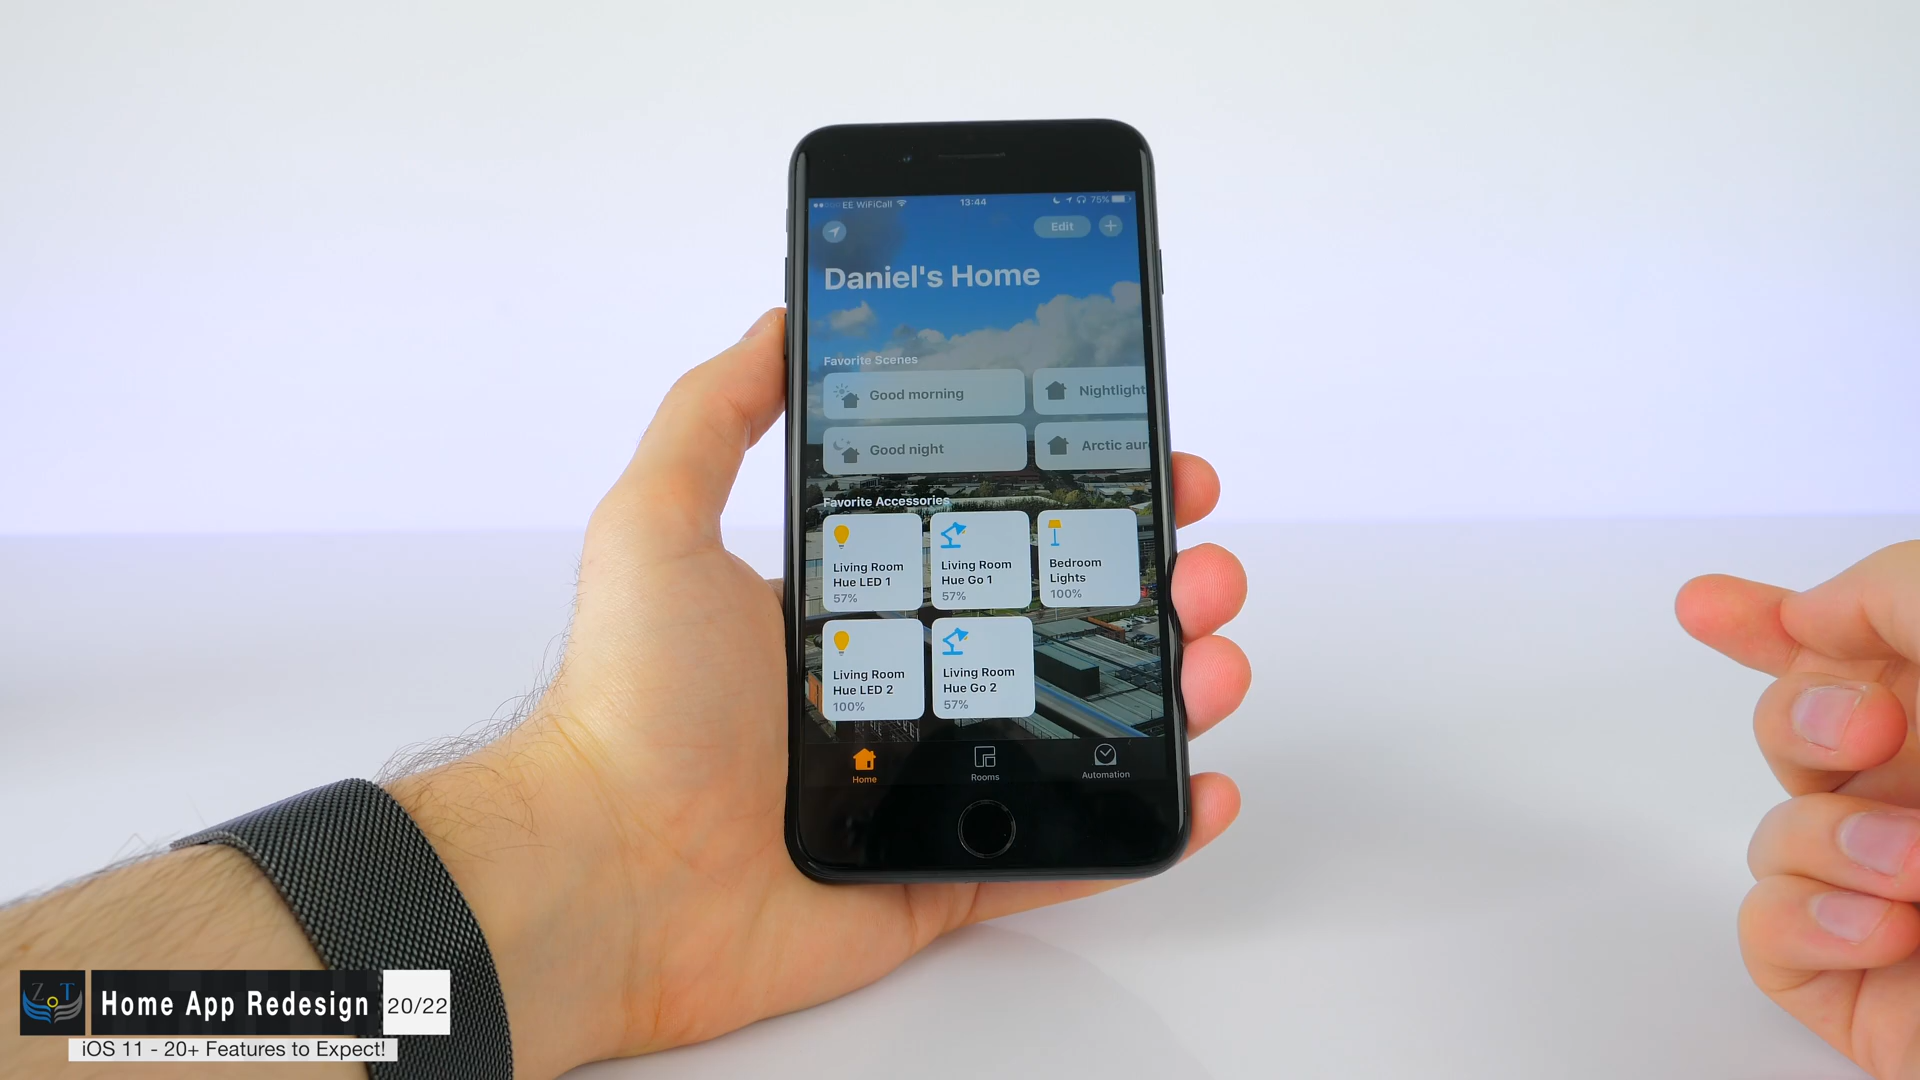 EE WiFiCall 13:44 75%
Edit
Daniel's Home
Favorite Scenes
Good morning Nightlight
Good night Arctic aur
Favorite Accessories
Living Room Hue LED 1 57%
Living Room Hue Go 1 57%
Bedroom Lights 100%
Living Room Hue LED 2 100%
Living Room Hue Go 2 57%
Home Rooms Automation
ZoT Home App Redesign 20/22
iOS 11 - 20+ Features to Expect!